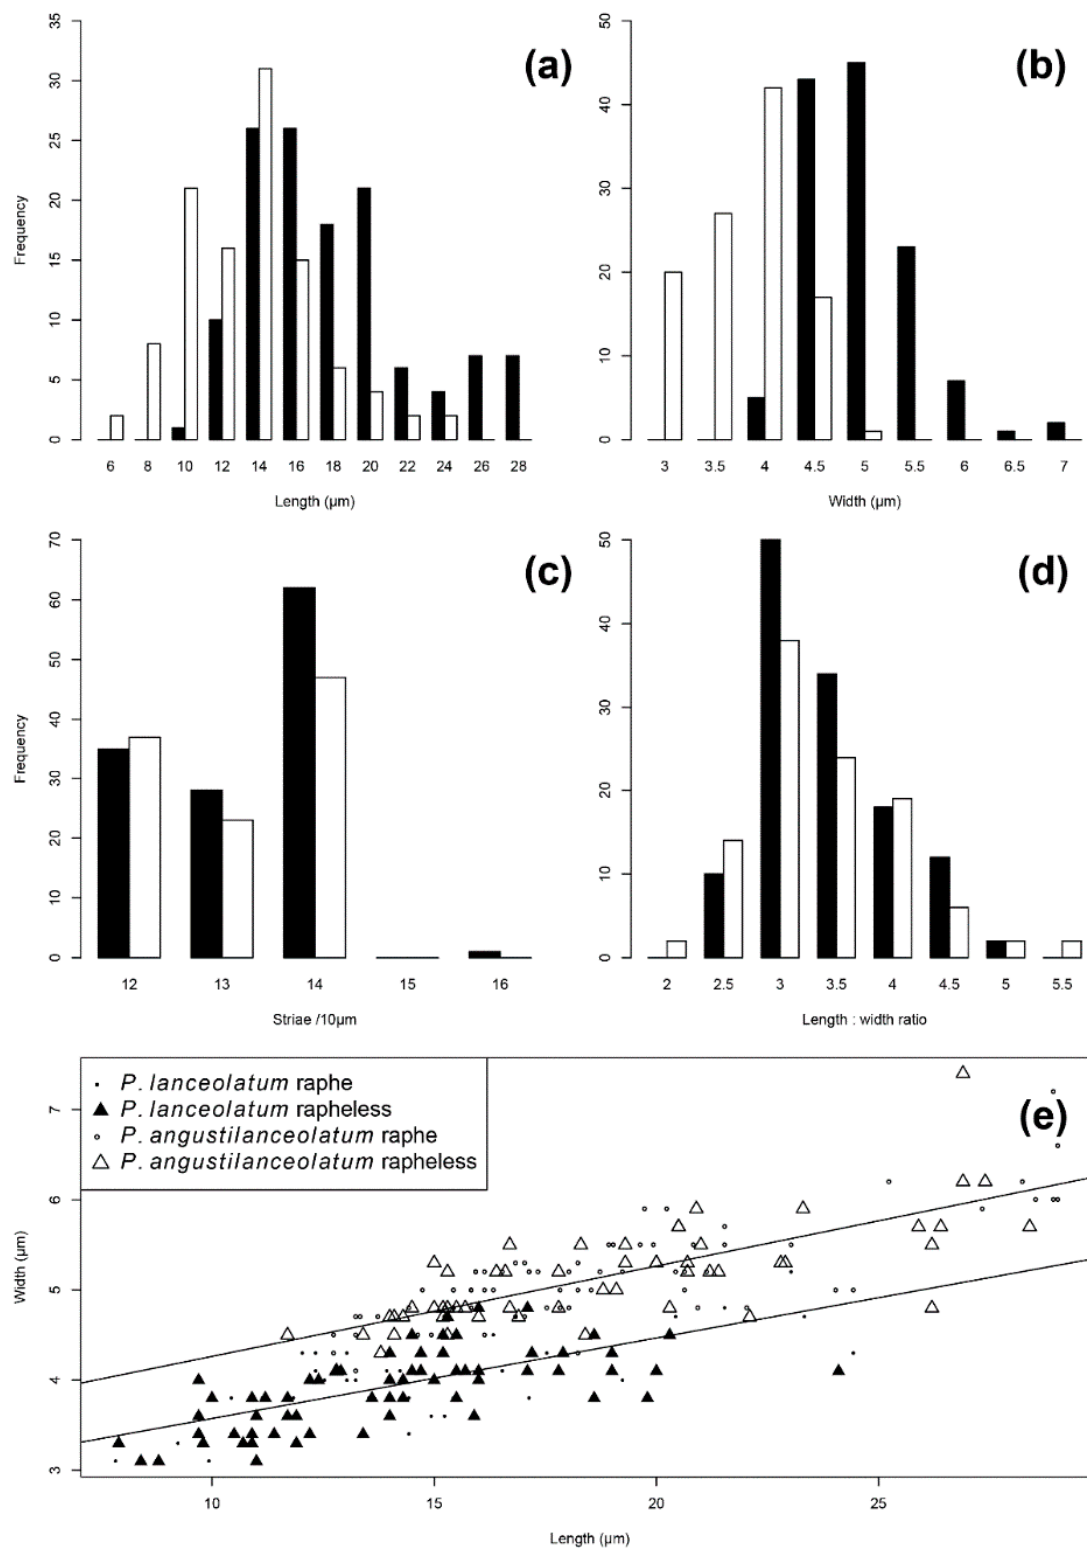 (a)
Frequency
0 5 10 15 20 25 30 35
6 8 10 12 14 16 18 20 22 24 26 28
Length (µm)
(b)
0 10 20 30 40 50
3 3.5 4 4.5 5 5.5 6 6.5 7
Width (µm)
(c)
Frequency
0 10 20 30 40 50 60 70
12 13 14 15 16
Striae /10µm
(d)
0 10 20 30 40 50
2 2.5 3 3.5 4 4.5 5 5.5
Length : width ratio
(e)
P. lanceolatum raphe
P. lanceolatum rapheless
P. angustilanceolatum raphe
P. angustilanceolatum rapheless
Width (µm)
3 4 5 6 7
10 15 20 25
Length (µm)